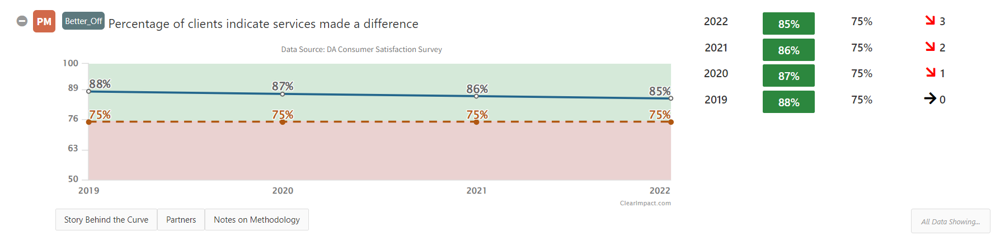 PM Better_Off Percentage of clients indicate services made a difference
Data Source: DA Consumer Satisfaction Survey
100
89
76
63
50
88% 87% 86% 85%
75% 75% 75% 75%
2019 2020 2021 2022
ClearImpact.com
Story Behind the Curve Partners Notes on Methodology
2022 85% 75% 3
2021 86% 75% 2
2020 87% 75% 1
2019 88% 75% 0
All Data Showing...